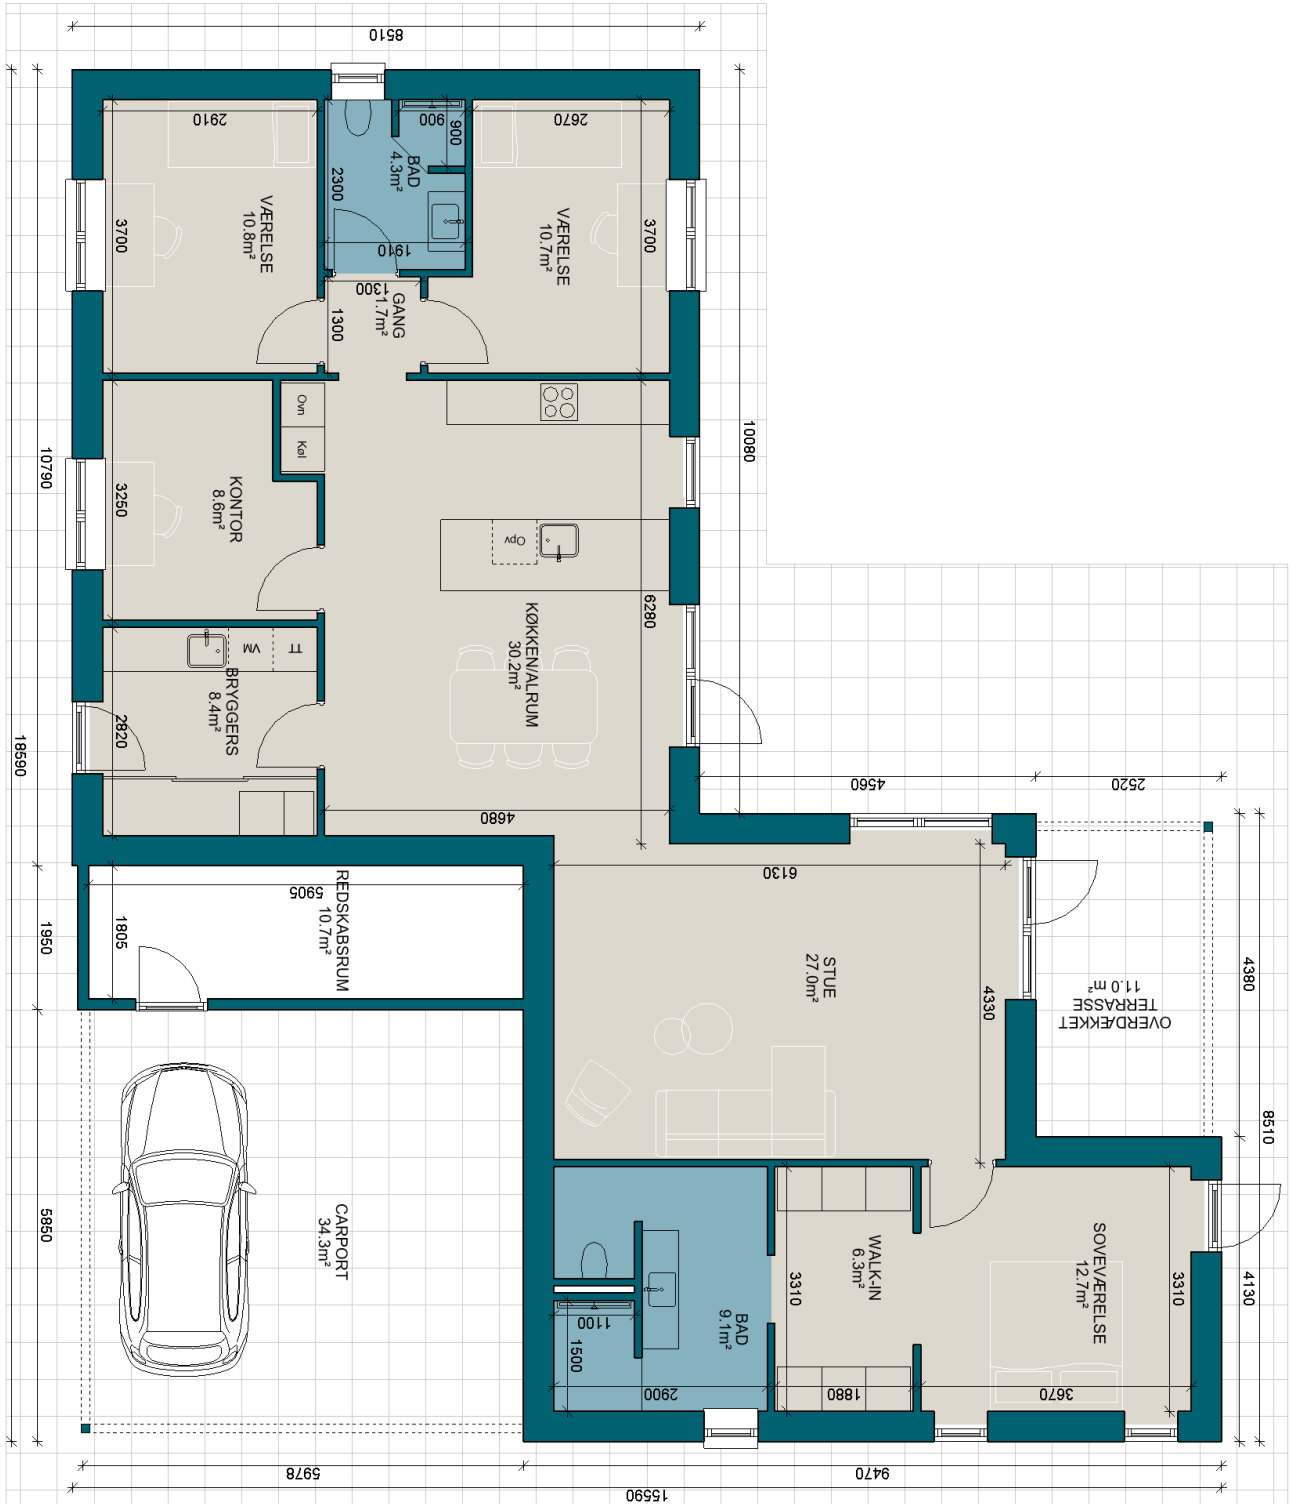 8510
2910
900
900
2670
BAD
4.3m²
2300
1910
3700
VÆRELSE
10.8m²
VÆRELSE
10.7m²
3700
1300
GANG
1.7m²
1300
Ovn
Køl
10080
10790
3250
KONTOR
8.6m²
Opv
6280
KØKKEN/ALRUM
30.2m²
VM
TT
BRYGGERS
8.4m²
2820
18590
4680
4560
2520
6130
5905
REDSKABSRUM
10.7m²
1805
1950
STUE
27.0m²
4330
OVERDÆKKET
TERRASSE
11.0 m²
4380
8510
5850
CARPORT
34.3m²
WALK-IN
6.3m²
3310
SOVEVÆRELSE
12.7m²
3310
4130
BAD
9.1m²
1100
1500
2900
1880
3670
5978
9470
15590